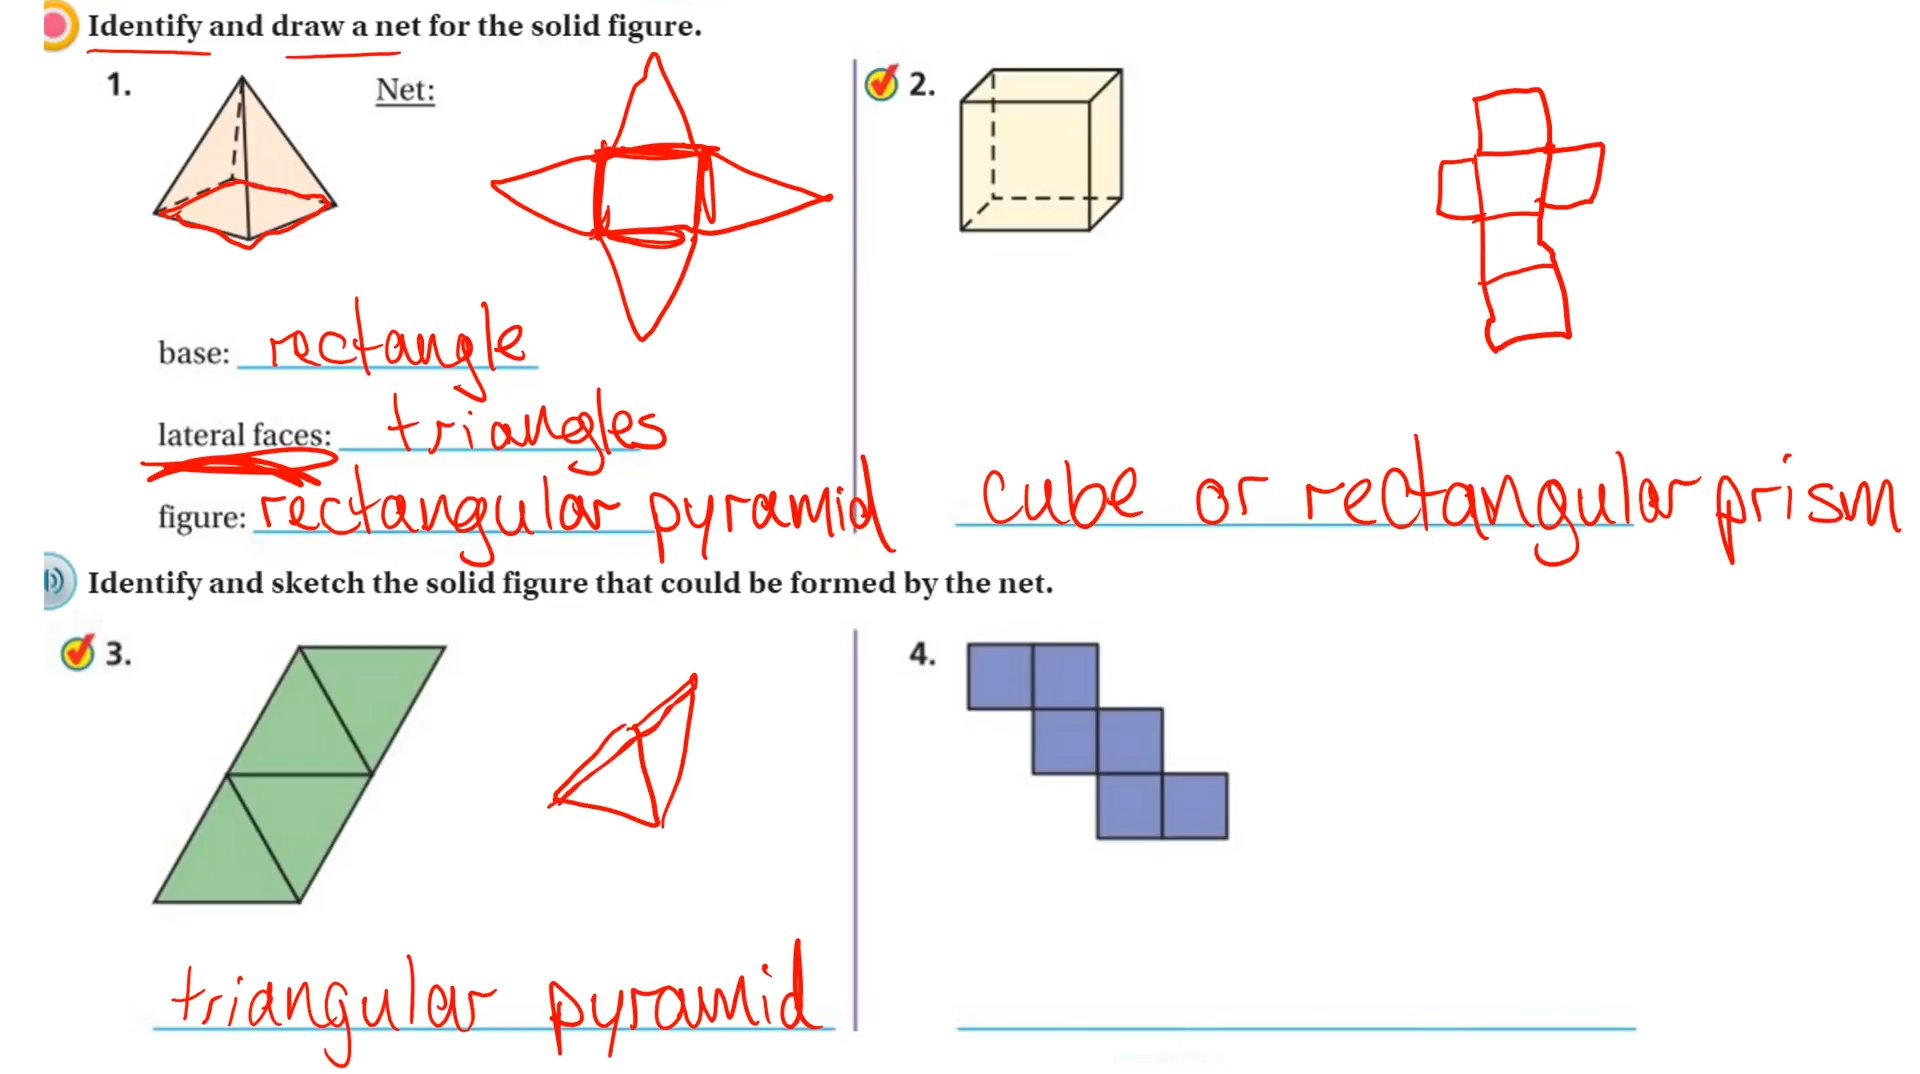 Identify and draw a net for the solid figure.
1.
Net:
base: rectangle
lateral faces: triangles
figure: rectangular pyramid
2.
cube or rectangular prism
Identify and sketch the solid figure that could be formed by the net.
3.
triangular pyramid
4.